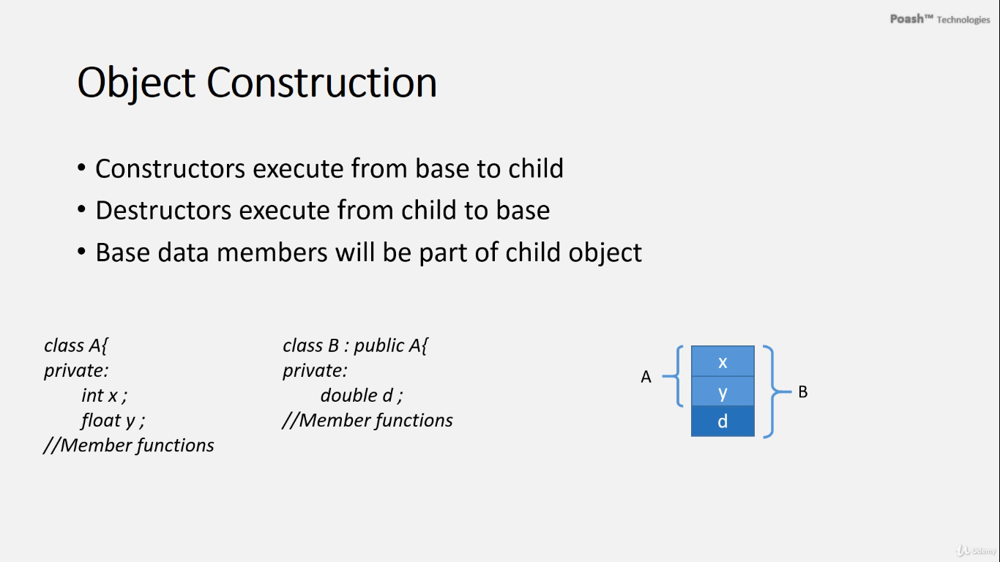 Poash™ Technologies
Object Construction
• Constructors execute from base to child
• Destructors execute from child to base
• Base data members will be part of child object
class A{
private:
int x ;
float y ;
//Member functions
class B : public A{
private:
double d ;
//Member functions
A
x
y
d
B
Udemy